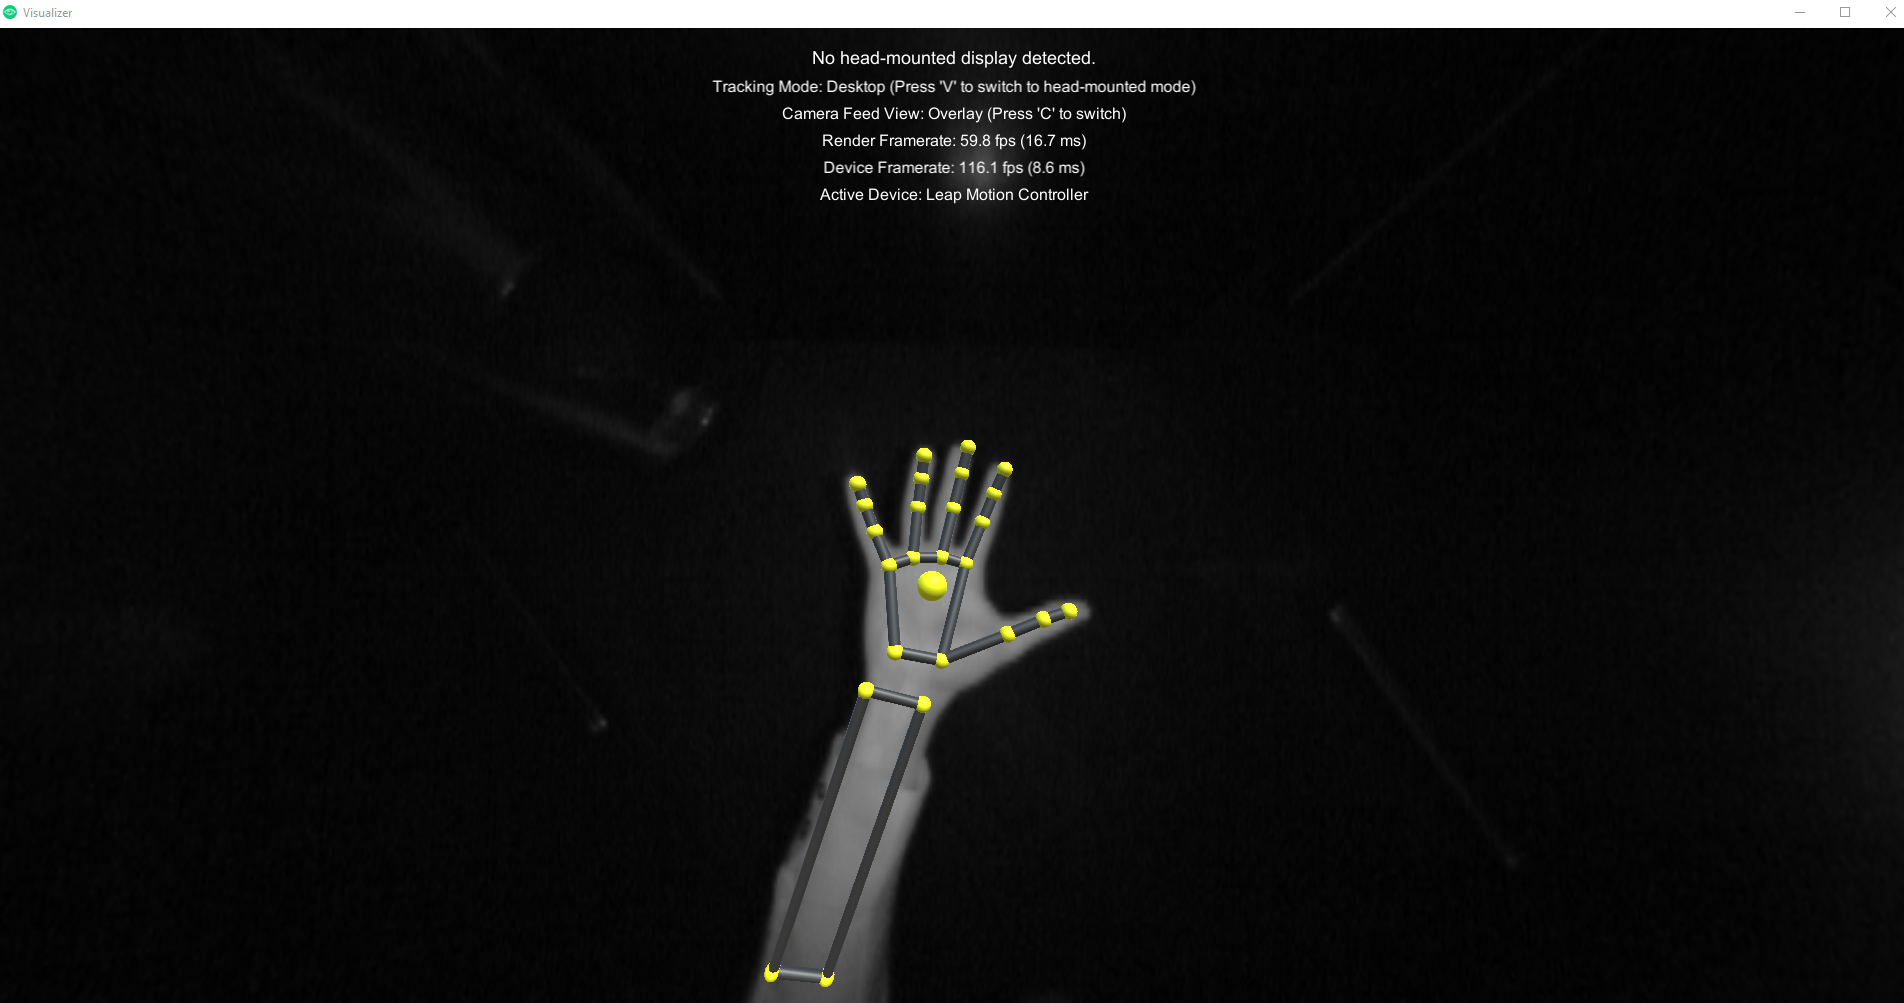 Visualizer
No head-mounted display detected.
Tracking Mode: Desktop (Press 'V' to switch to head-mounted mode)
Camera Feed View: Overlay (Press 'C' to switch)
Render Framerate: 59.8 fps (16.7 ms)
Device Framerate: 116.1 fps (8.6 ms)
Active Device: Leap Motion Controller